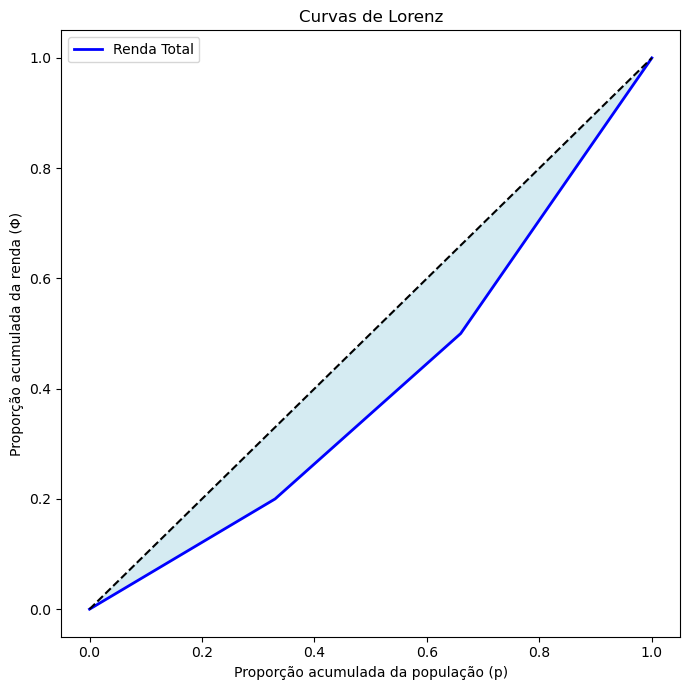 Curvas de Lorenz
Renda Total
Proporção acumulada da renda (Φ)
1.0
0.8
0.6
0.4
0.2
0.0
0.0 0.2 0.4 0.6 0.8 1.0
Proporção acumulada da população (p)